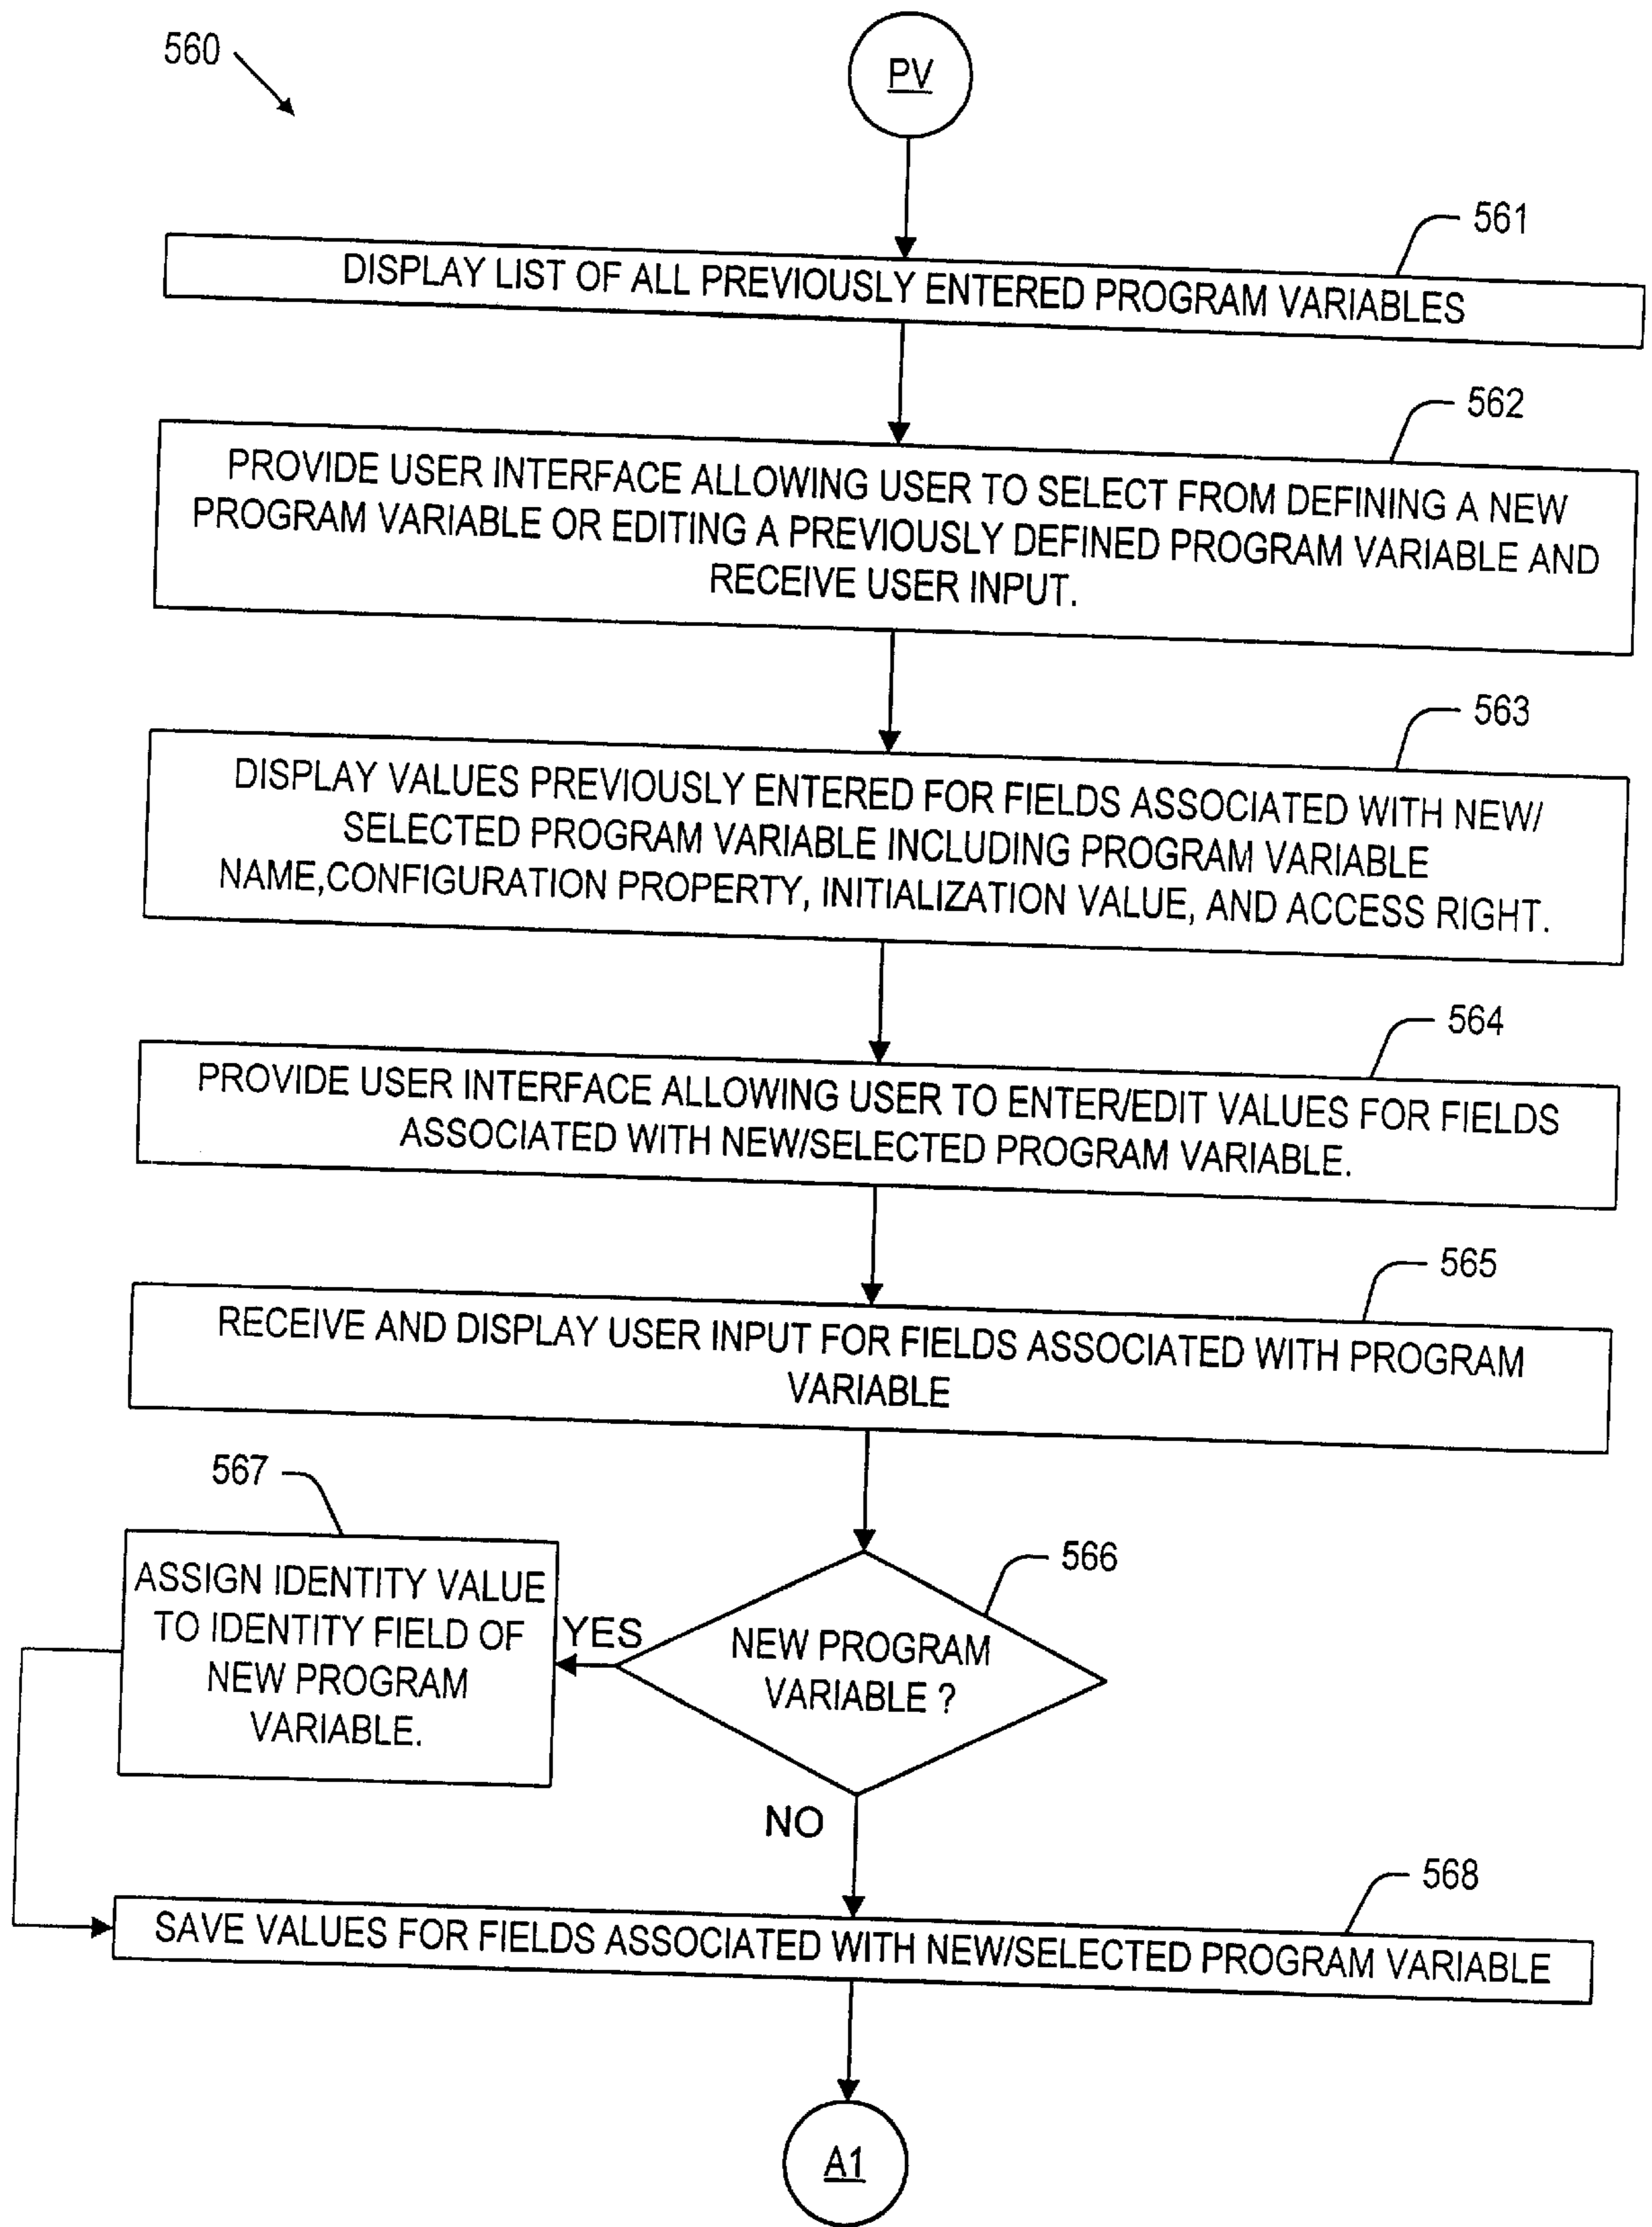 560
PV
561
DISPLAY LIST OF ALL PREVIOUSLY ENTERED PROGRAM VARIABLES
562
PROVIDE USER INTERFACE ALLOWING USER TO SELECT FROM DEFINING A NEW
PROGRAM VARIABLE OR EDITING A PREVIOUSLY DEFINED PROGRAM VARIABLE AND
RECEIVE USER INPUT.
563
DISPLAY VALUES PREVIOUSLY ENTERED FOR FIELDS ASSOCIATED WITH NEW/
SELECTED PROGRAM VARIABLE INCLUDING PROGRAM VARIABLE
NAME,CONFIGURATION PROPERTY, INITIALIZATION VALUE, AND ACCESS RIGHT.
564
PROVIDE USER INTERFACE ALLOWING USER TO ENTER/EDIT VALUES FOR FIELDS
ASSOCIATED WITH NEW/SELECTED PROGRAM VARIABLE.
565
RECEIVE AND DISPLAY USER INPUT FOR FIELDS ASSOCIATED WITH PROGRAM
VARIABLE
567
ASSIGN IDENTITY VALUE
TO IDENTITY FIELD OF
NEW PROGRAM
VARIABLE.
YES
566
NEW PROGRAM
VARIABLE ?
NO
568
SAVE VALUES FOR FIELDS ASSOCIATED WITH NEW/SELECTED PROGRAM VARIABLE
A1